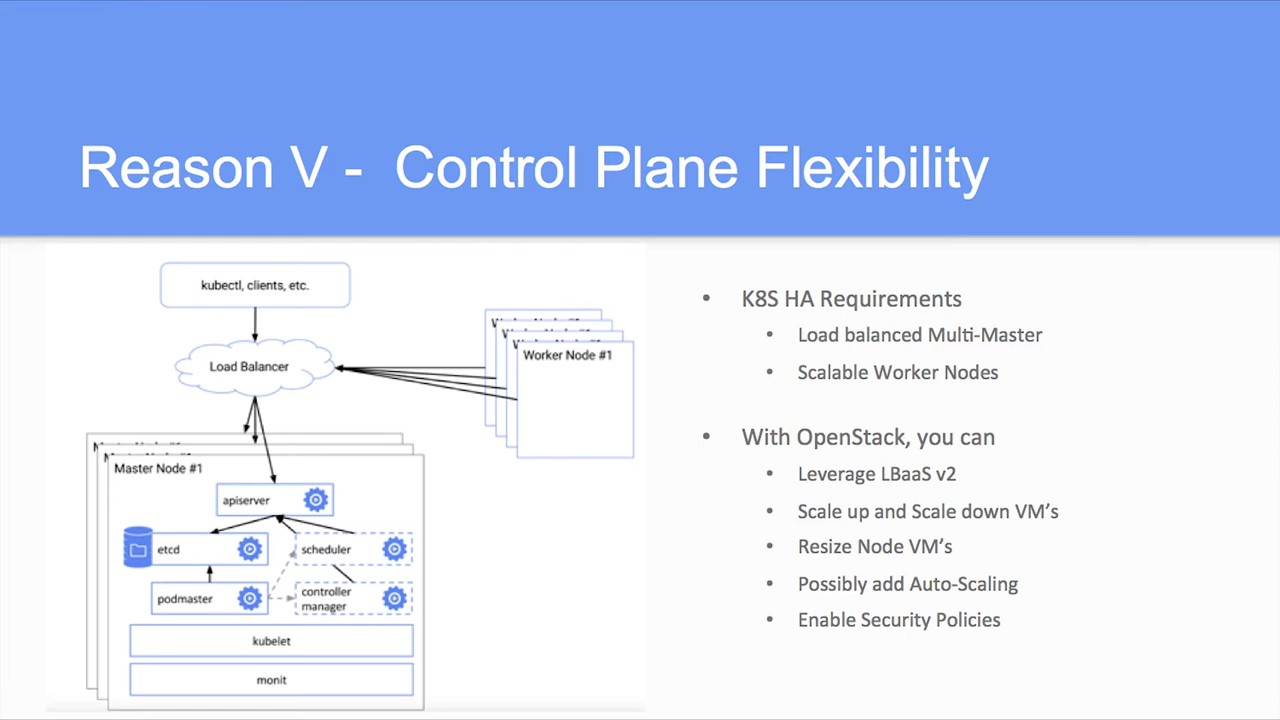 Reason V - Control Plane Flexibility
kubectl, clients, etc.
Load Balancer
Worker Node #1
Master Node #1
apiserver
etcd
scheduler
podmaster
controller
manager
kubelet
monit
• K8S HA Requirements
• Load balanced Multi-Master
• Scalable Worker Nodes
• With OpenStack, you can
• Leverage LBaaS v2
• Scale up and Scale down VM's
• Resize Node VM's
• Possibly add Auto-Scaling
• Enable Security Policies